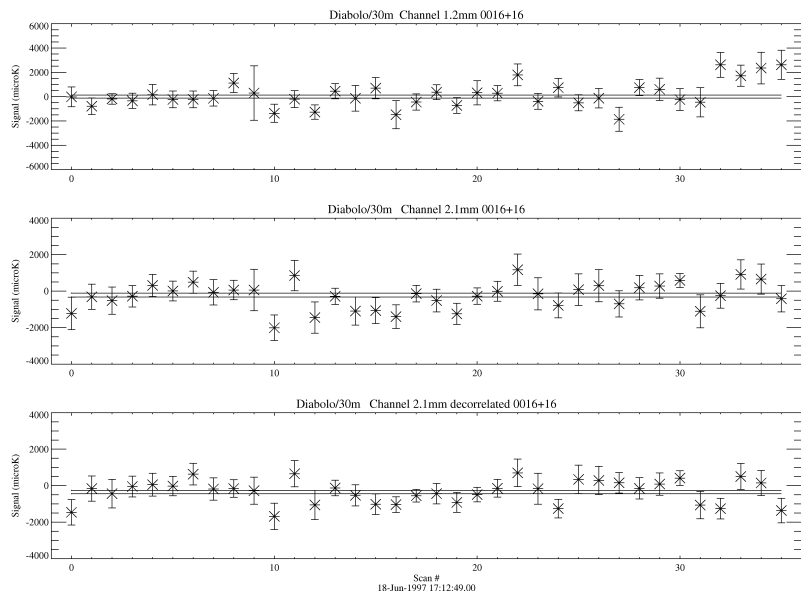 Diabolo/30m Channel 1.2mm 0016+16
6000
4000
2000
0
-2000
-4000
-6000
Signal (microK)
0 10 20 30
Diabolo/30m Channel 2.1mm 0016+16
4000
2000
0
-2000
-4000
Signal (microK)
0 10 20 30
Diabolo/30m Channel 2.1mm decorrelated 0016+16
4000
2000
0
-2000
-4000
Signal (microK)
0 10 20 30
Scan #
18-Jun-1997 17:12:49.00